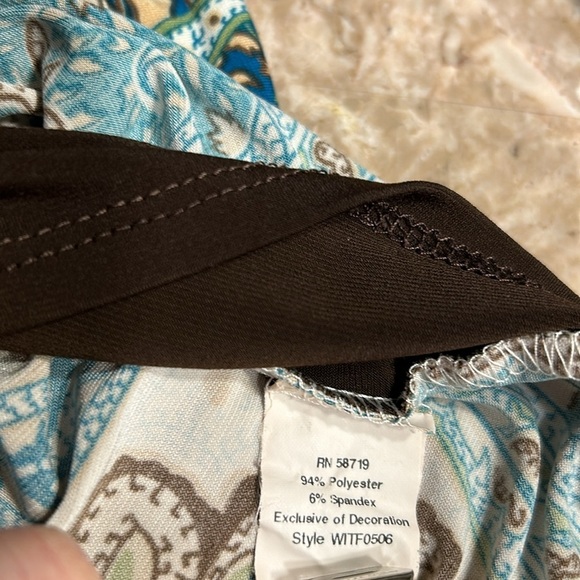 RN 58719
94% Polyester
6% Spandex
Exclusive of Decoration
Style WITF0506